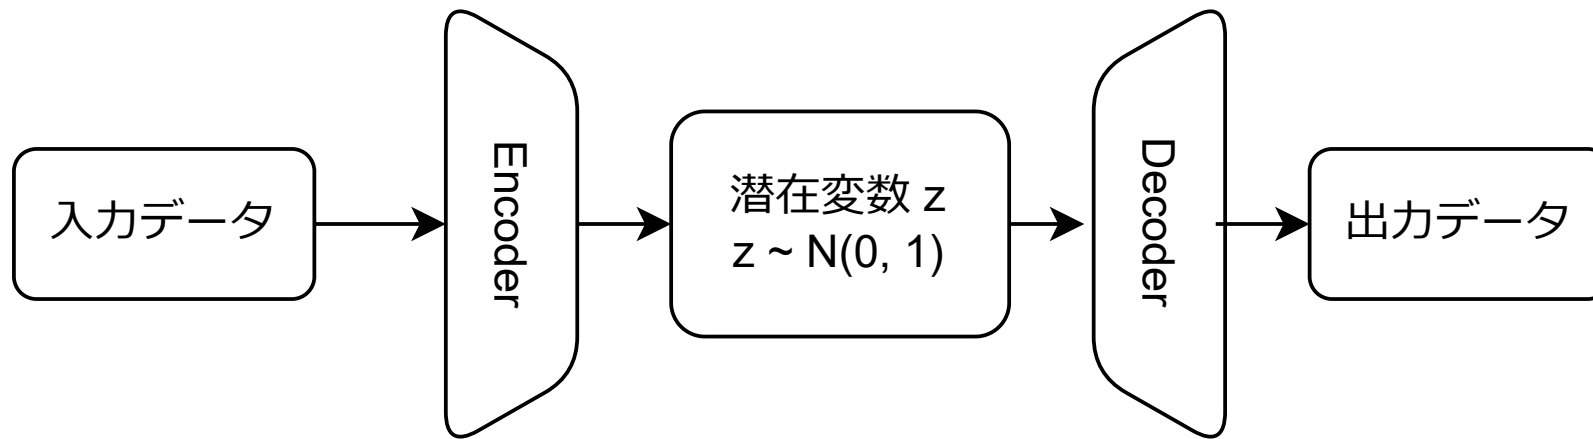 入力データ
Encoder
潜在変数 z
z ~ N(0, 1)
Decoder
出力データ